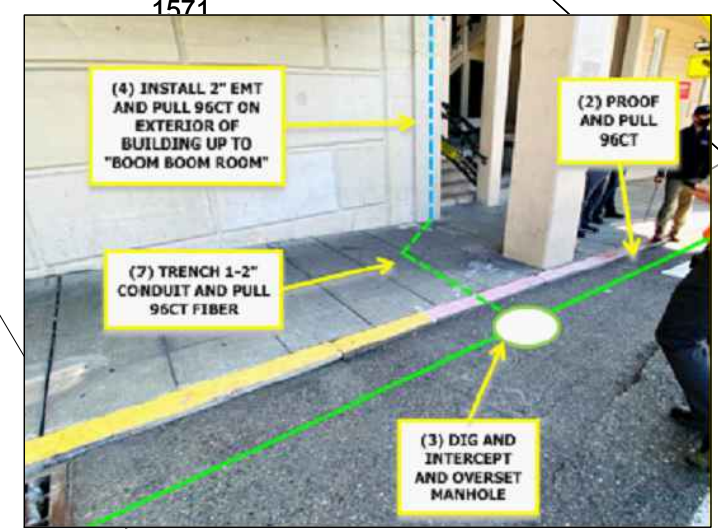 1571
(4) INSTALL 2" EMT
AND PULL 96CT ON
EXTERIOR OF
BUILDING UP TO
"BOOM BOOM ROOM"
(2) PROOF
AND PULL
96CT
(7) TRENCH 1-2"
CONDUIT AND PULL
96CT FIBER
(3) DIG AND
INTERCEPT
AND OVERSET
MANHOLE